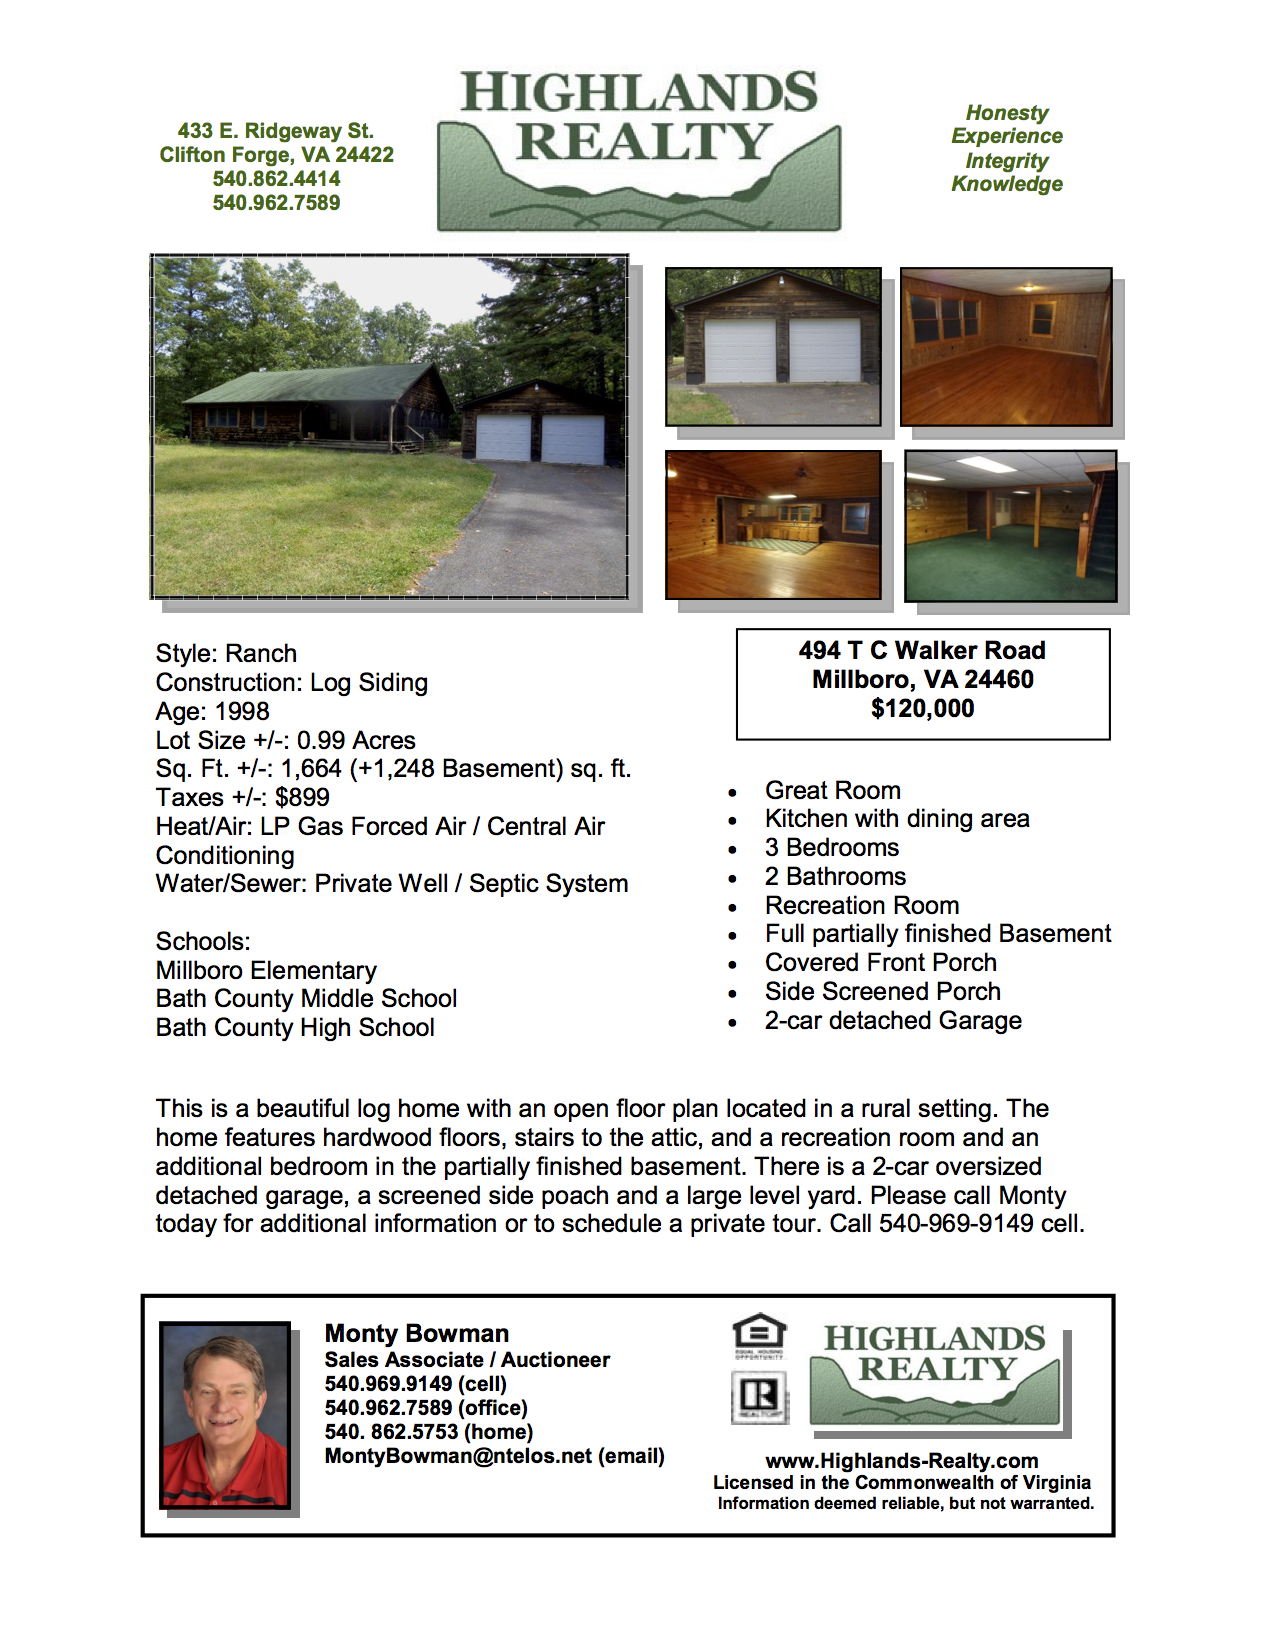 433 E. Ridgeway St.
Clifton Forge, VA 24422
540.862.4414
540.962.7589
HIGHLANDS
REALTY
Honesty
Experience
Integrity
Knowledge
Style: Ranch
Construction: Log Siding
Age: 1998
Lot Size +/-: 0.99 Acres
Sq. Ft. +/-: 1,664 (+1,248 Basement) sq. ft.
Taxes +/-: $899
Heat/Air: LP Gas Forced Air / Central Air
Conditioning
Water/Sewer: Private Well / Septic System
Schools:
Millboro Elementary
Bath County Middle School
Bath County High School
494 T C Walker Road
Millboro, VA 24460
$120,000
• Great Room
• Kitchen with dining area
• 3 Bedrooms
• 2 Bathrooms
• Recreation Room
• Full partially finished Basement
• Covered Front Porch
• Side Screened Porch
• 2-car detached Garage
This is a beautiful log home with an open floor plan located in a rural setting. The
home features hardwood floors, stairs to the attic, and a recreation room and an
additional bedroom in the partially finished basement. There is a 2-car oversized
detached garage, a screened side poach and a large level yard. Please call Monty
today for additional information or to schedule a private tour. Call 540-969-9149 cell.
Monty Bowman
Sales Associate / Auctioneer
540.969.9149 (cell)
540.962.7589 (office)
540. 862.5753 (home)
MontyBowman@ntelos.net (email)
EQUAL HOUSING
OPPORTUNITY
R
REALTOR
HIGHLANDS
REALTY
www.Highlands-Realty.com
Licensed in the Commonwealth of Virginia
Information deemed reliable, but not warranted.